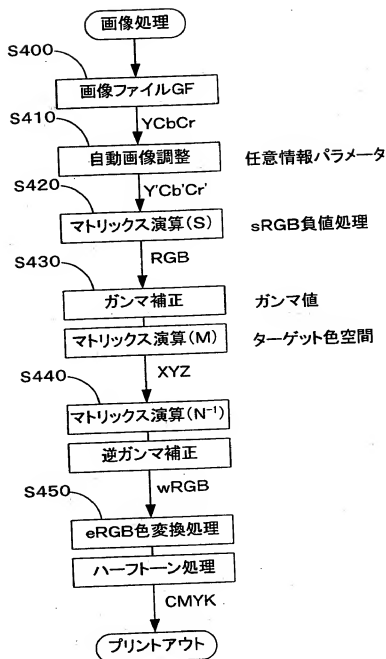 画像処理
S400
画像ファイルGF
S410
YCbCr
自動画像調整 任意情報パラメータ
S420
Y'Cb'Cr'
マトリックス演算(S) sRGB負値処理
S430
RGB
ガンマ補正 ガンマ値
マトリックス演算(M) ターゲット色空間
S440
XYZ
マトリックス演算(N⁻¹)
逆ガンマ補正
S450
wRGB
eRGB色変換処理
ハーフトーン処理
CMYK
プリントアウト